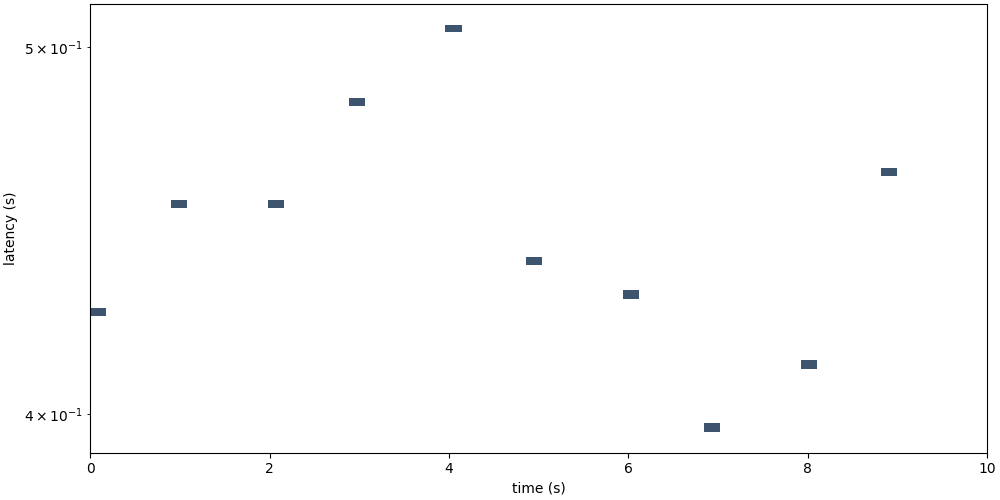 5 × 10⁻¹
4 × 10⁻¹
latency (s)
0 2 4 6 8 10
time (s)